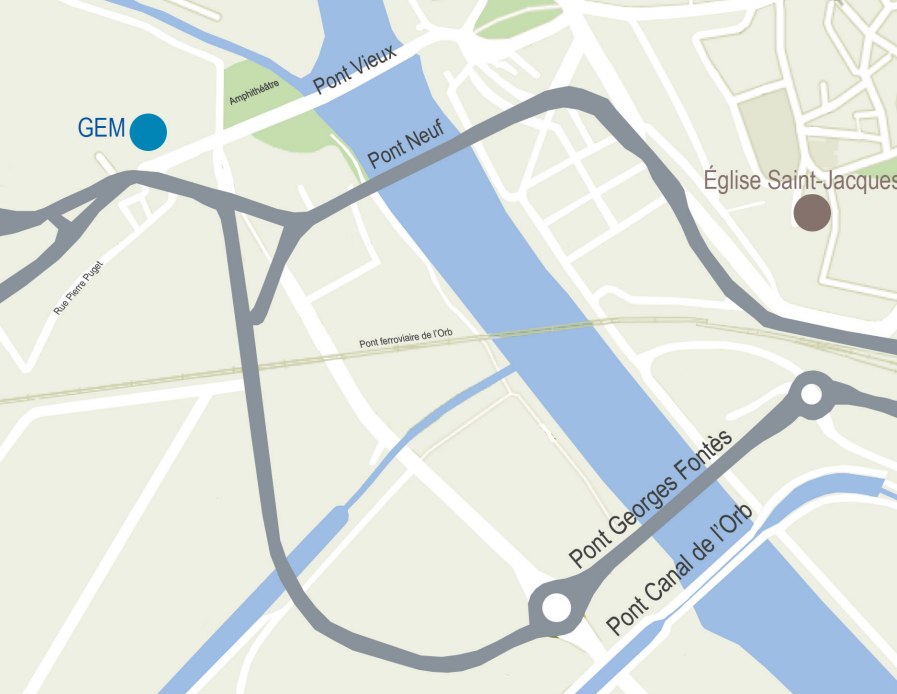 Pont Vieux
Amphithéâtre
GEM
Pont Neuf
Église Saint-Jacques
Rue Pierre Puget
Pont ferroviaire de l'Orb
Pont Georges Fontès
Pont Canal de l'Orb